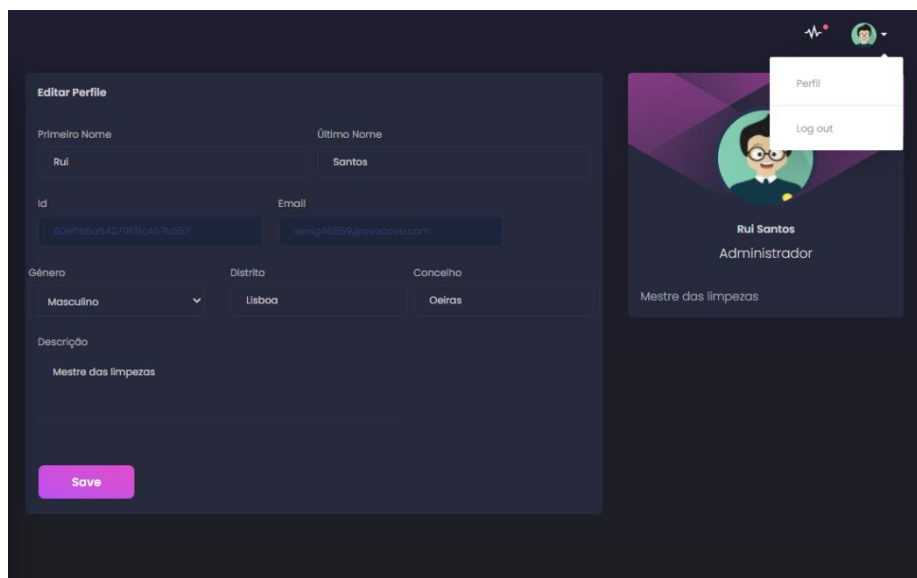 Perfil
Log out
Editar Perfile
Primeiro Nome
Último Nome
Rui
Santos
Id
Email
Género
Distrito
Concelho
Masculino
Lisboa
Oeiras
Descrição
Mestre das limpezas
Save
Rui Santos
Administrador
Mestre das limpezas